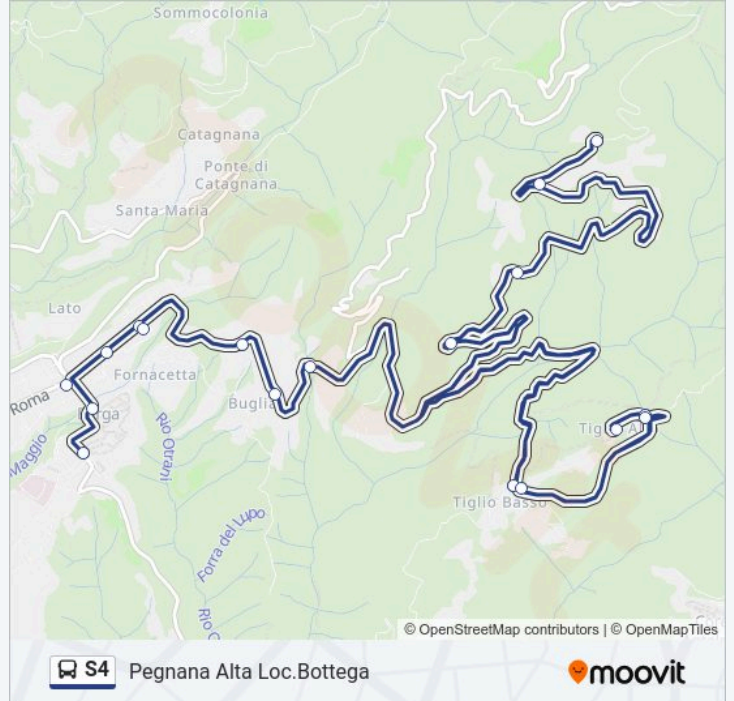 Sommocolonia
Catagnana
Ponte di
Catagnana
Santa Maria
Lato
Fornacetta
Roma
Buglia
Rio Otrani
Maggio
Tiglio Basso
Forra del Lupo
Rio
© OpenStreetMap contributors | © OpenMapTiles
S4 Pegnana Alta Loc.Bottega
moovit